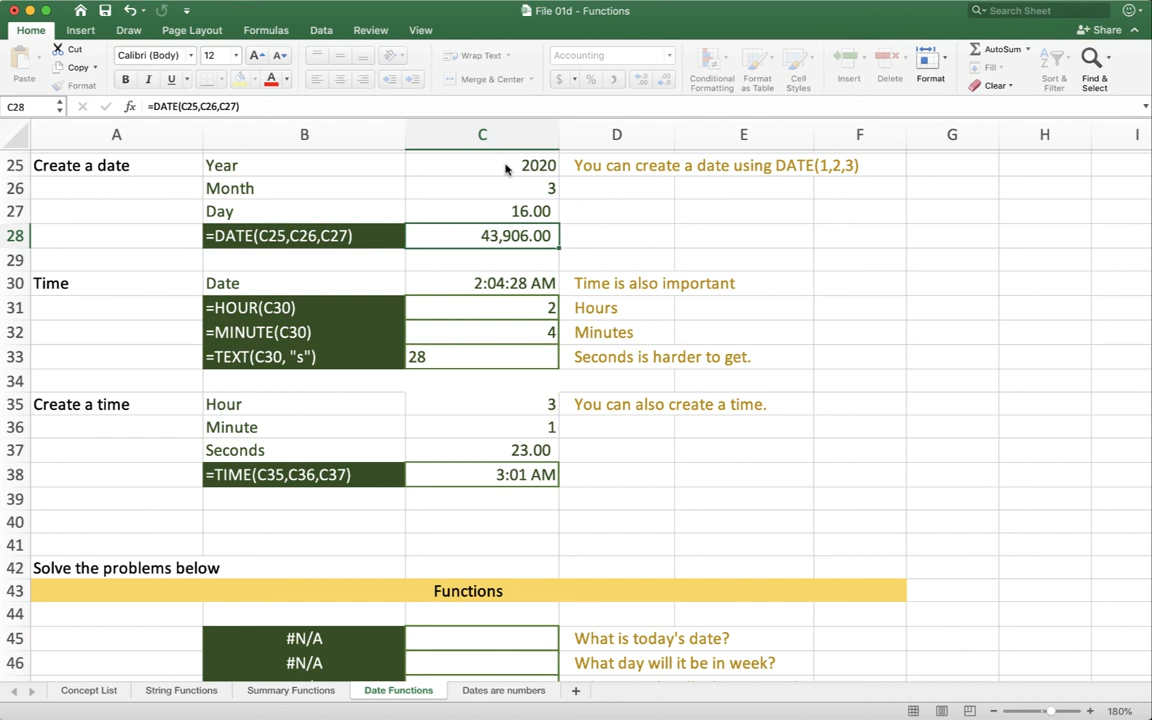 File 01d - Functions
Search Sheet
Home Insert Draw Page Layout Formulas Data Review View
Share
Paste
Cut
Copy
Format
Calibri (Body) 12
A A
B I U A
Wrap Text
Merge & Center
Accounting
$ %
Conditional Formatting
Format as Table
Cell Styles
Insert
Delete
Format
AutoSum
Fill
Clear
Sort & Filter
Find & Select
C28 fx =DATE(C25,C26,C27)
A B C D E F G H I
25 Create a date Year 2020 You can create a date using DATE(1,2,3)
26 Month 3
27 Day 16.00
28 =DATE(C25,C26,C27) 43,906.00
29
30 Time Date 2:04:28 AM Time is also important
31 =HOUR(C30) 2 Hours
32 =MINUTE(C30) 4 Minutes
33 =TEXT(C30, "s") 28 Seconds is harder to get.
34
35 Create a time Hour 3 You can also create a time.
36 Minute 1
37 Seconds 23.00
38 =TIME(C35,C36,C37) 3:01 AM
39
40
41
42 Solve the problems below
43 Functions
44
45 #N/A What is today's date?
46 #N/A What day will it be in week?
Concept List String Functions Summary Functions Date Functions Dates are numbers
180%